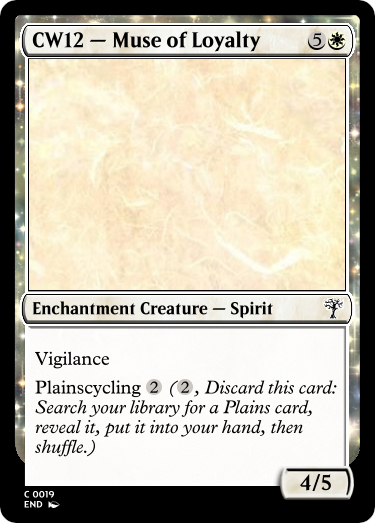 CW12 — Muse of Loyalty 5
Enchantment Creature — Spirit
Vigilance
Plainscycling 2 (2, Discard this card:
Search your library for a Plains card,
reveal it, put it into your hand, then
shuffle.)
4/5
C 0019
END